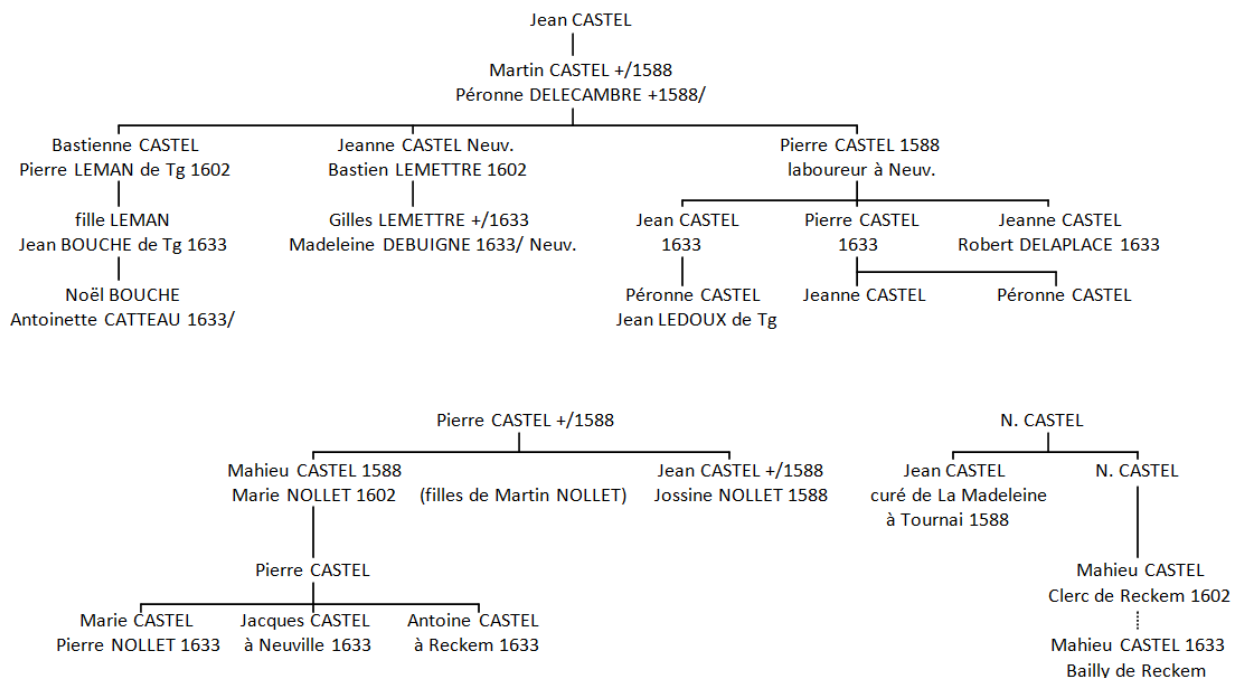 Jean CASTEL
Martin CASTEL +/1588
Péronne DELECAMBRE +1588/
Bastienne CASTEL
Pierre LEMAN de Tg 1602
Jeanne CASTEL Neuv.
Bastien LEMETTRE 1602
Pierre CASTEL 1588
laboureur à Neuv.
fille LEMAN
Jean BOUCHE de Tg 1633
Gilles LEMETTRE +/1633
Madeleine DEBUIGNE 1633/ Neuv.
Jean CASTEL
1633
Pierre CASTEL
1633
Jeanne CASTEL
Robert DELAPLACE 1633
Noël BOUCHE
Antoinette CATTEAU 1633/
Péronne CASTEL
Jean LEDOUX de Tg
Jeanne CASTEL
Péronne CASTEL
Pierre CASTEL +/1588
Mahieu CASTEL 1588
Marie NOLLET 1602
(filles de Martin NOLLET)
Jean CASTEL +/1588
Jossine NOLLET 1588
Pierre CASTEL
Marie CASTEL
Pierre NOLLET 1633
Jacques CASTEL
à Neuville 1633
Antoine CASTEL
à Reckem 1633
N. CASTEL
Jean CASTEL
curé de La Madeleine
à Tournai 1588
N. CASTEL
Mahieu CASTEL
Clerc de Reckem 1602
Mahieu CASTEL 1633
Bailly de Reckem